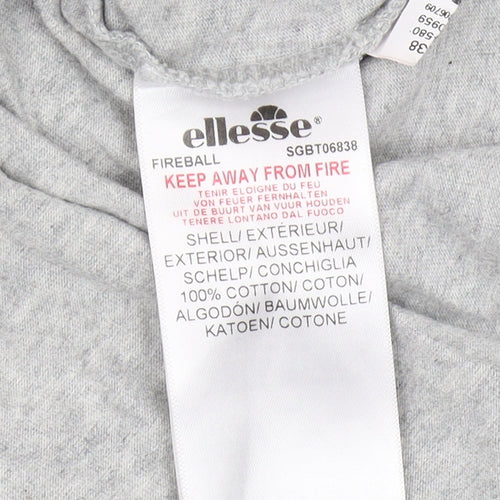 ellesse®
FIREBALL SGBT06838
KEEP AWAY FROM FIRE
TENIR ELOIGNE DU FEU
VON FEUER FERNHALTEN
UIT DE BUURT VAN VUUR HOUDEN
TENERE LONTANO DAL FUOCO
SHELL/ EXTÉRIEUR/
EXTERIOR/ AUSSENHAUT/
SCHELP/ CONCHIGLIA
100% COTTON/ COTON/
ALGODÓN/ BAUMWOLLE/
KATOEN/ COTONE